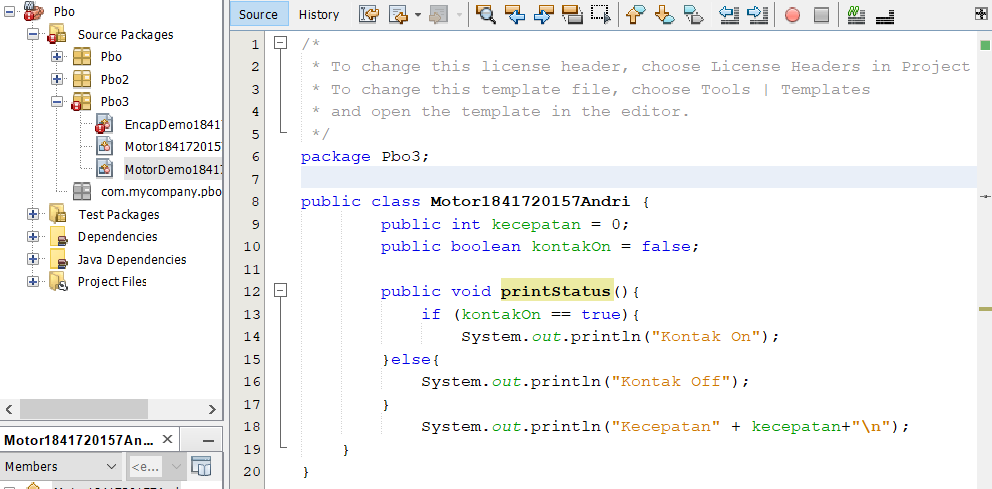 Pbo
Source Packages
Pbo
Pbo2
Pbo3
EncapDemo1841
Motor184172015
MotorDemo1841
com.mycompany.pbo
Test Packages
Dependencies
Java Dependencies
Project Files
Motor1841720157An...
Members
<e...
Source History
1 /*
2 * To change this license header, choose License Headers in Project
3 * To change this template file, choose Tools | Templates
4 * and open the template in the editor.
5 */
6 package Pbo3;
7
8 public class Motor1841720157Andri {
9 public int kecepatan = 0;
10 public boolean kontakOn = false;
11
12 public void printStatus(){
13 if (kontakOn == true){
14 System.out.println("Kontak On");
15 }else{
16 System.out.println("Kontak Off");
17 }
18 System.out.println("Kecepatan" + kecepatan+"\n");
19 }
20 }